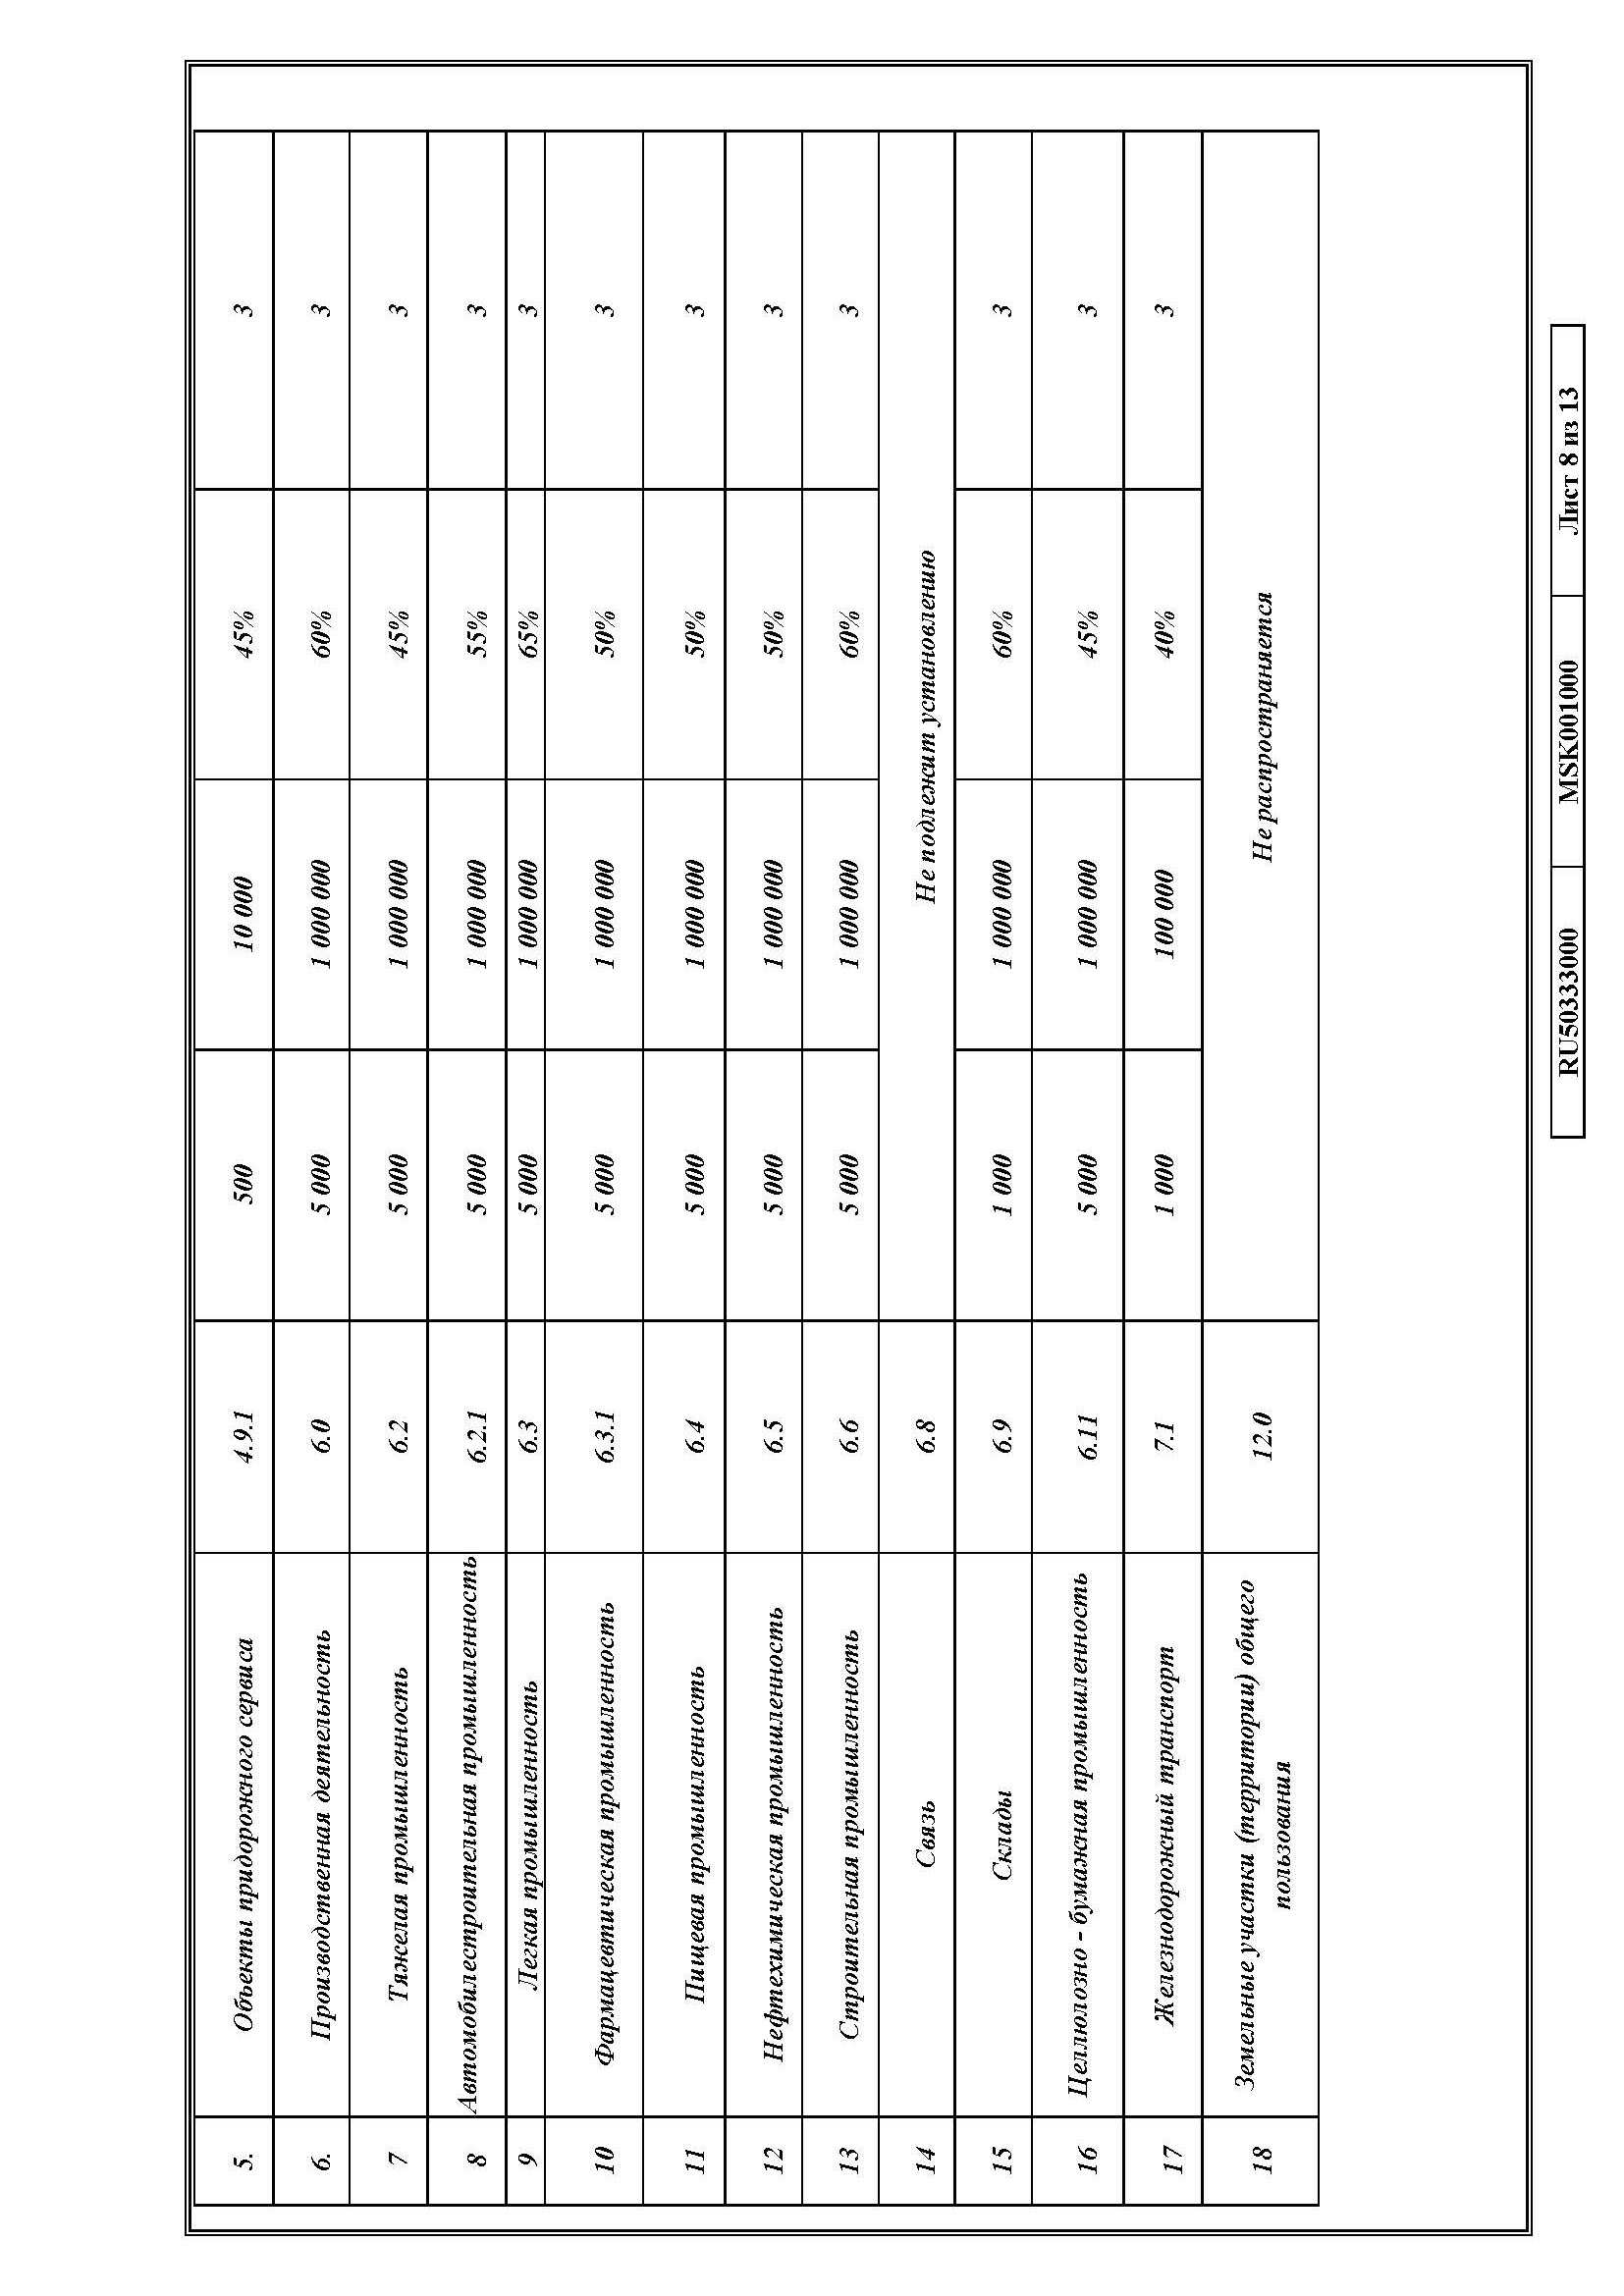 5. Объекты придорожного сервиса 4.9.1 500 10 000 45% 3
6. Производственная деятельность 6.0 5 000 1 000 000 60% 3
7 Тяжелая промышленность 6.2 5 000 1 000 000 45% 3
8 Автомобилестроительная промышленность 6.2.1 5 000 1 000 000 55% 3
9 Легкая промышленность 6.3 5 000 1 000 000 65% 3
10 Фармацевтическая промышленность 6.3.1 5 000 1 000 000 50% 3
11 Пищевая промышленность 6.4 5 000 1 000 000 50% 3
12 Нефтехимическая промышленность 6.5 5 000 1 000 000 50% 3
13 Строительная промышленность 6.6 5 000 1 000 000 60% 3
14 Связь 6.8 Не подлежит установлению
15 Склады 6.9 1 000 1 000 000 60% 3
16 Целлюлозно - бумажная промышленность 6.11 5 000 1 000 000 45% 3
17 Железнодорожный транспорт 7.1 1 000 100 000 40% 3
18 Земельные участки (территории) общего 12.0 Не распространяется
пользования
RU50333000 MSK001000 Лист 8 из 13